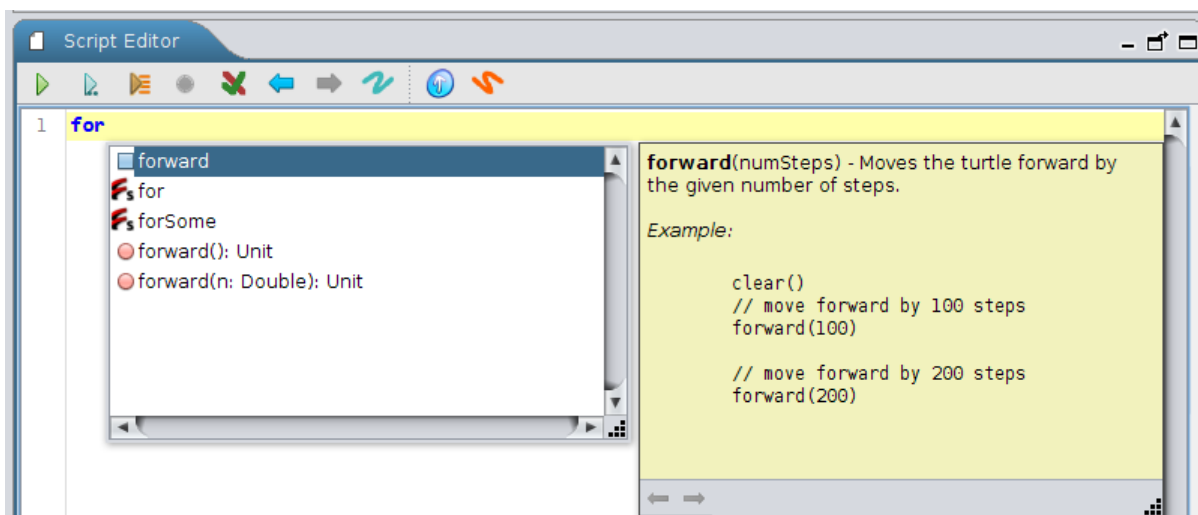 Script Editor
1 for
forward
for
forSome
forward(): Unit
forward(n: Double): Unit
forward(numSteps) - Moves the turtle forward by
the given number of steps.
Example:
clear()
// move forward by 100 steps
forward(100)
// move forward by 200 steps
forward(200)